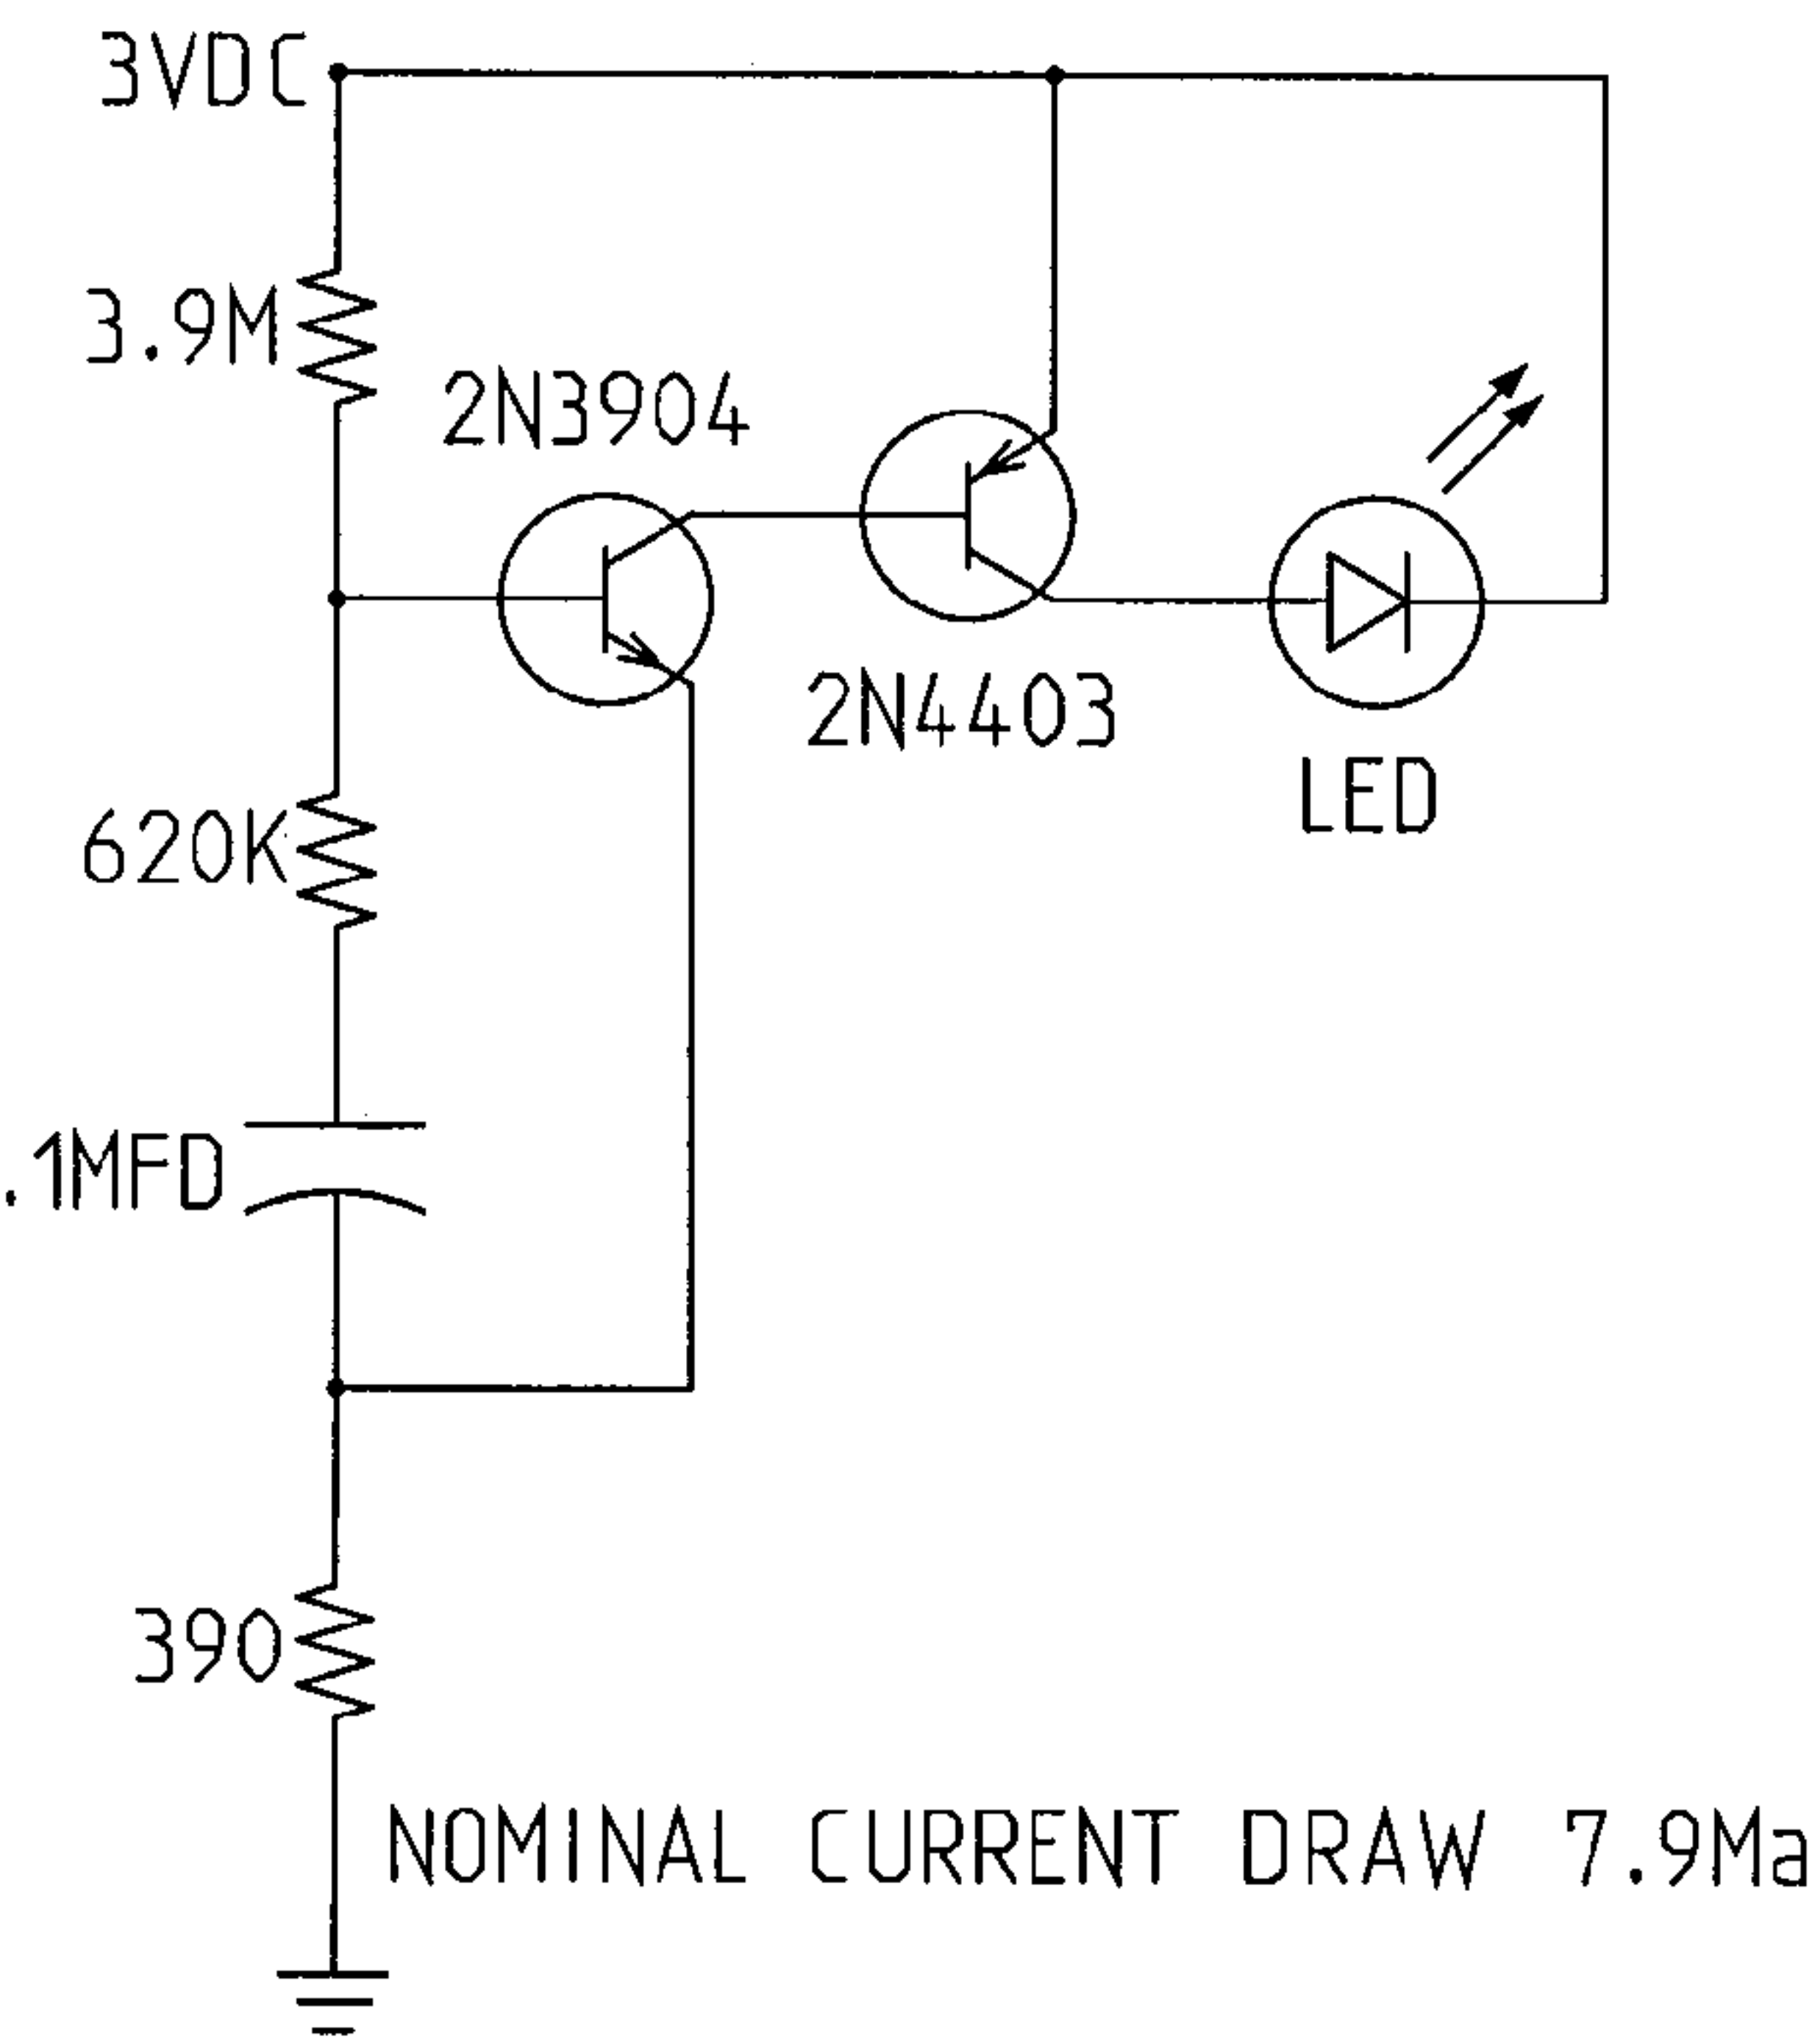 3VDC
3.9M
2N3904
2N4403
LED
620K
.1MFD
390
NOMINAL CURRENT DRAW 7.9Ma